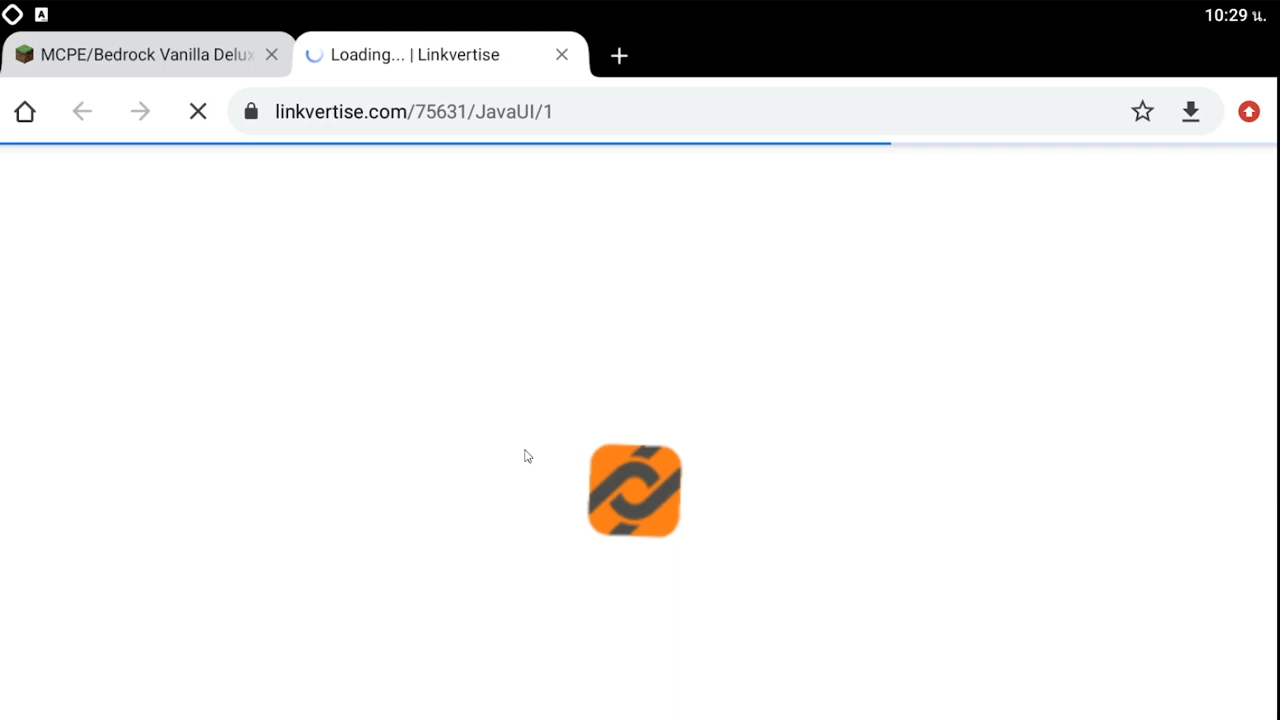 A
10:29 น.
MCPE/Bedrock Vanilla Delux
Loading... | Linkvertise
linkvertise.com/75631/JavaUI/1